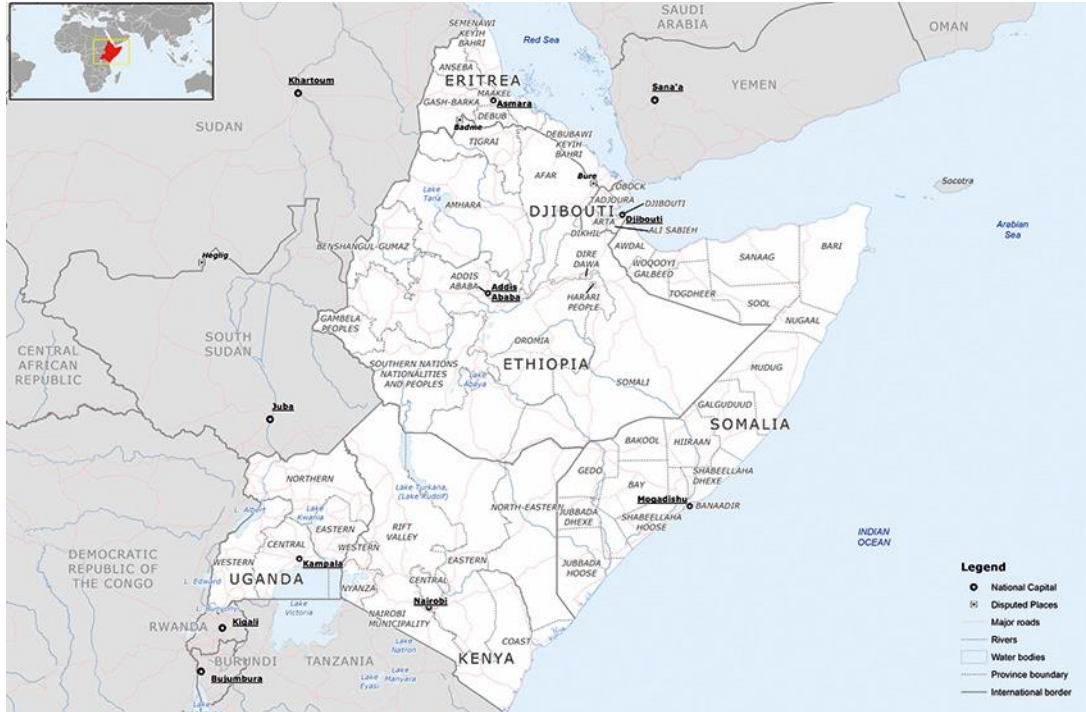 SAUDI
ARABIA
OMAN
SEMENAWI
KEYIH
BAHRI
Red Sea
ANSEBA
ERITREA
Khartoum
YEMEN
MAAKEL
Asmara
Sana'a
GASH-BARKA
DEBUB
Badme
SUDAN
TIGRAI
DEBUBAWI
KEYIH-
BAHRI
AFAR
Bure
OBOCK
Socotra
Lake
Tana
AMHARA
TADJOURA
DJIBOUTI
DJIBOUTI
Djibouti
ARTA
ALI SABIEH
DIKHIL
Arabian
Sea
BENSHANGUL-GUMAZ
AWDAL
BARI
Heglig
DIRE
DAWA
WOQOOYI
GALBEED
SANAAG
ADDIS
ABABA
Addis
Ababa
TOGDHEER
SOOL
HARARI
PEOPLE
GAMBELA
PEOPLES
NUGAAL
SOUTH
SUDAN
CENTRAL
AFRICAN
REPUBLIC
OROMIA
ETHIOPIA
SOUTHERN NATIONS
NATIONALITIES
AND PEOPLES
Lake
Abaya
SOMALI
MUDUG
GALGUDUUD
Juba
SOMALIA
BAKOOL
HIIRAAN
NORTHERN
GEDO
SHABEELLAHA
DHEXE
Lake Turkana,
(Lake Rudolf)
BAY
Mogadishu
BANAADIR
L. Albert
Lake
Kwania
NORTH-EASTERN
JUBBADA
DHEXE
SHABEELLAHA
HOOSE
EASTERN
RIFT
VALLEY
INDIAN
OCEAN
DEMOCRATIC
REPUBLIC OF
THE CONGO
CENTRAL
WESTERN
EASTERN
JUBBADA
HOOSE
WESTERN
Kampala
Legend
L. Edward
UGANDA
NYANZA
CENTRAL
National Capital
Nairobi
Disputed Places
L. Bunyony
Lake
Victoria
NAIROBI
MUNICIPALITY
Major roads
RWANDA
Kigali
Rivers
COAST
Lake
Natron
Water bodies
BURUNDI
TANZANIA
KENYA
Province boundary
Bujumbura
Lake
Eyasi
Lake
Manyara
International border
Lake